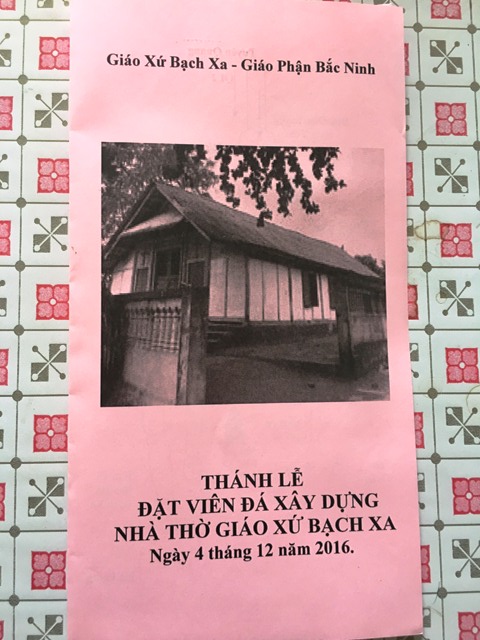 Giáo Xứ Bạch Xa - Giáo Phận Bắc Ninh
THÁNH LỄ
ĐẶT VIÊN ĐÁ XÂY DỰNG
NHÀ THỜ GIÁO XỨ BẠCH XA
Ngày 4 tháng 12 năm 2016.